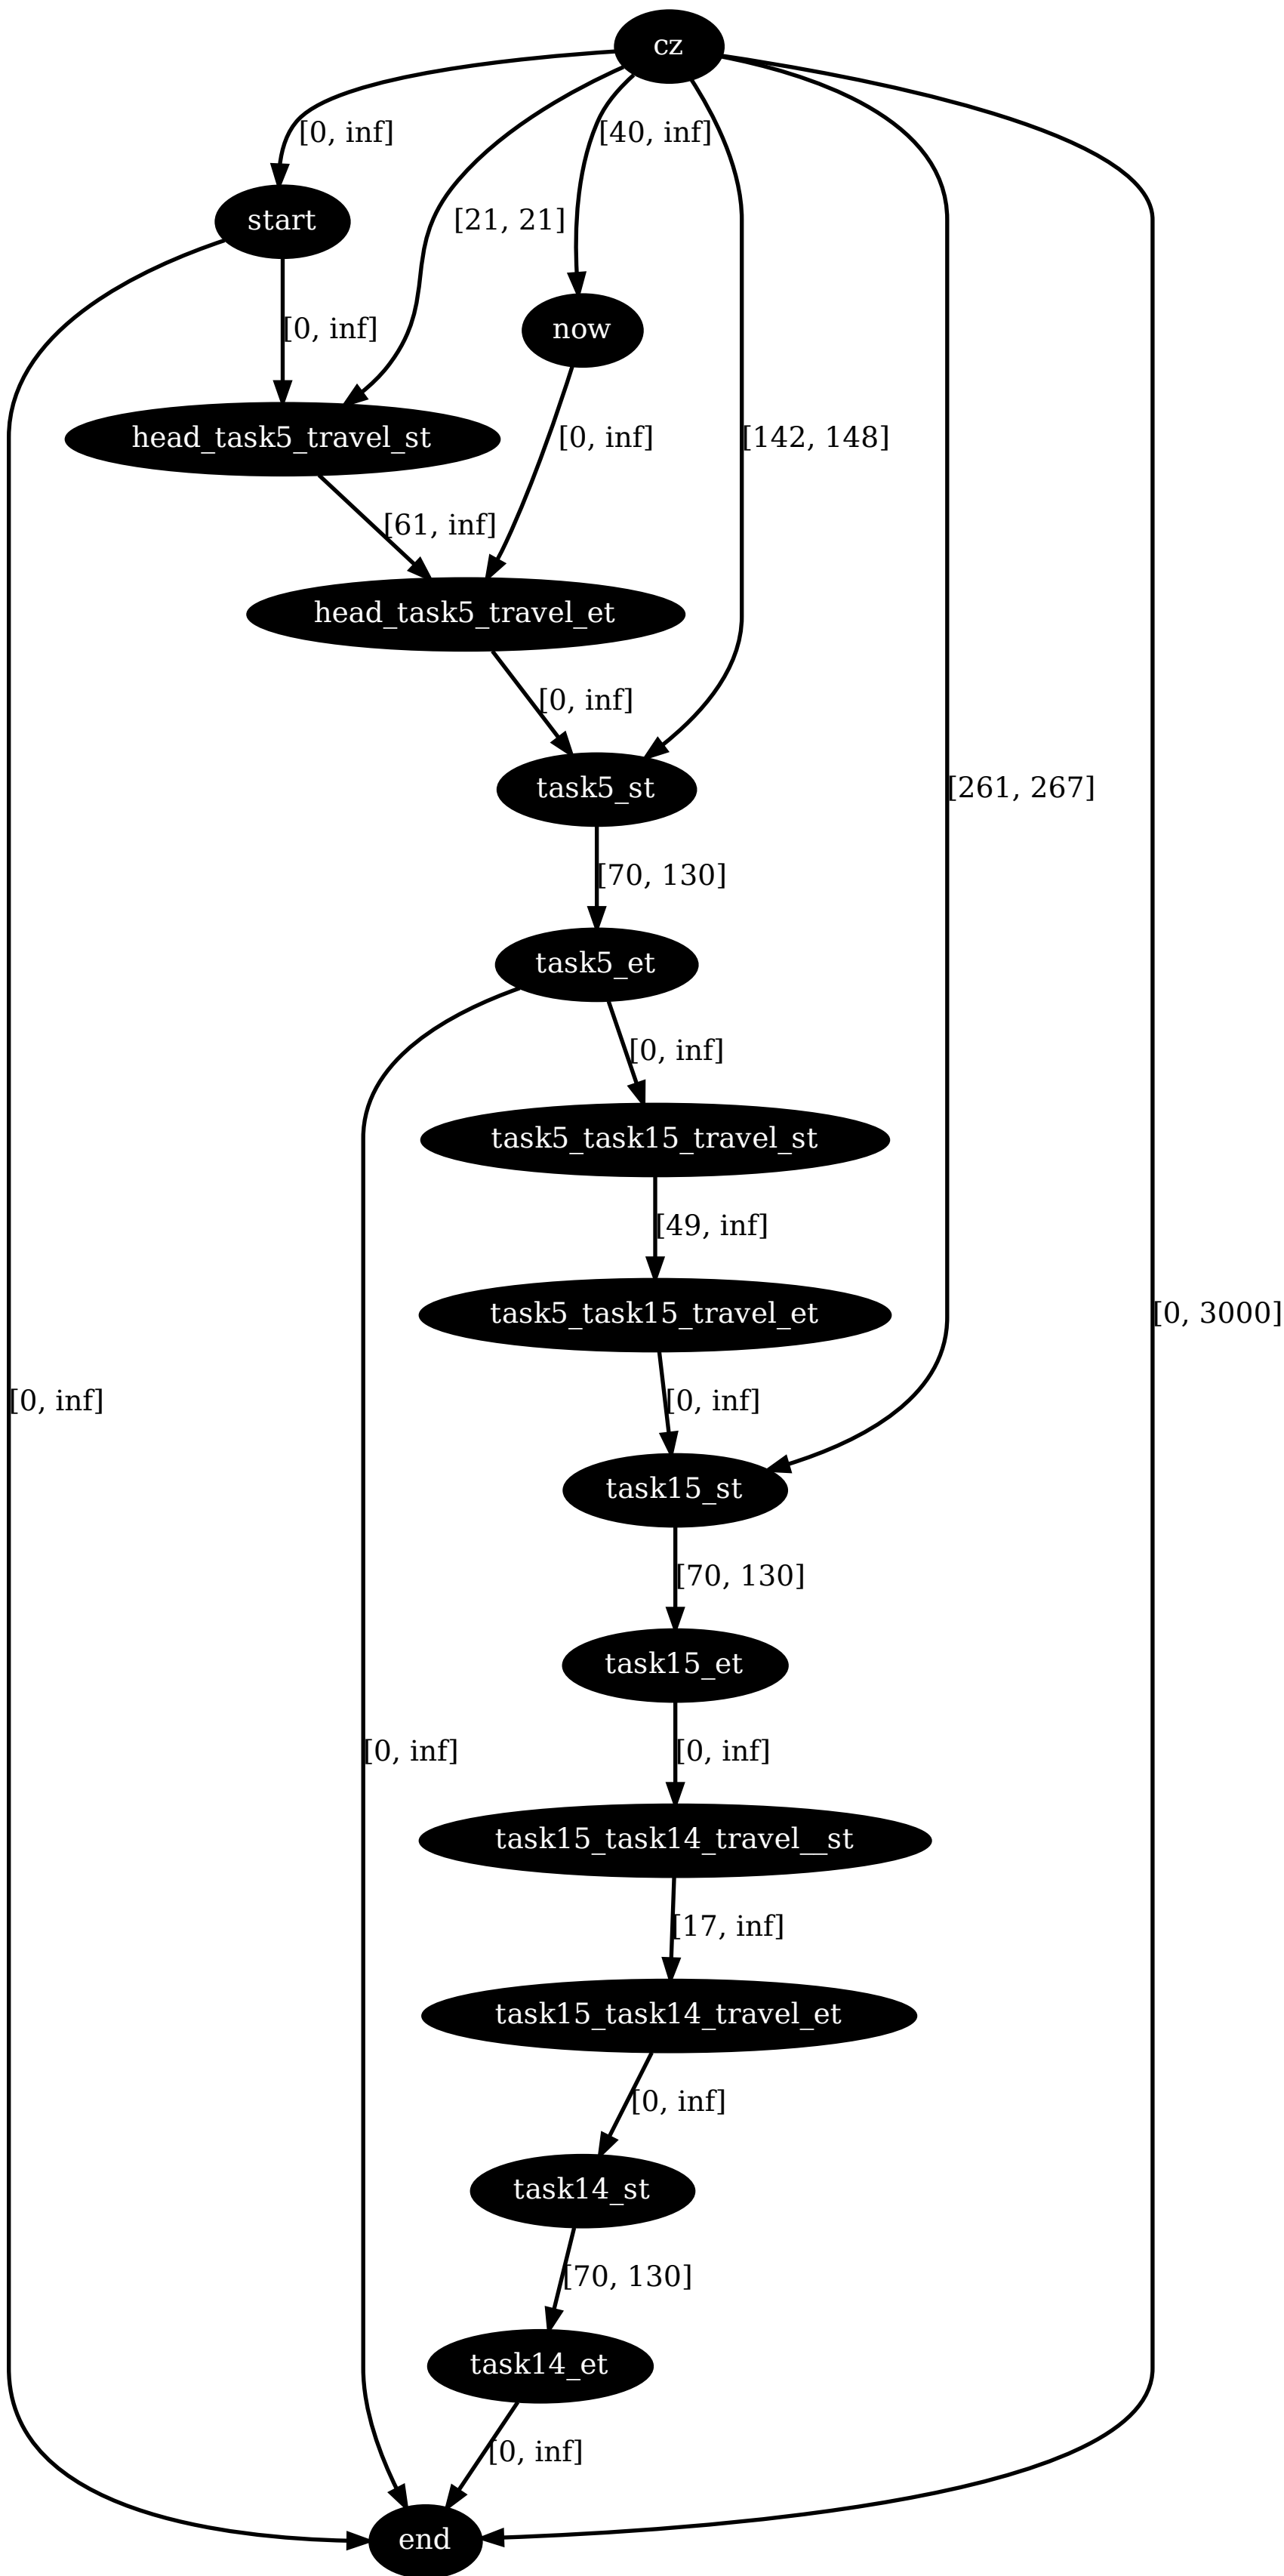 cz
[0, inf]
[40, inf]
start
[21, 21]
[0, inf]
now
head_task5_travel_st
[0, inf]
[142, 148]
[61, inf]
head_task5_travel_et
[0, inf]
task5_st
[261, 267]
[70, 130]
task5_et
[0, inf]
task5_task15_travel_st
[49, inf]
task5_task15_travel_et
[0, 3000]
[0, inf]
[0, inf]
task15_st
[70, 130]
task15_et
[0, inf]
[0, inf]
task15_task14_travel__st
[17, inf]
task15_task14_travel_et
[0, inf]
task14_st
[70, 130]
task14_et
[0, inf]
end